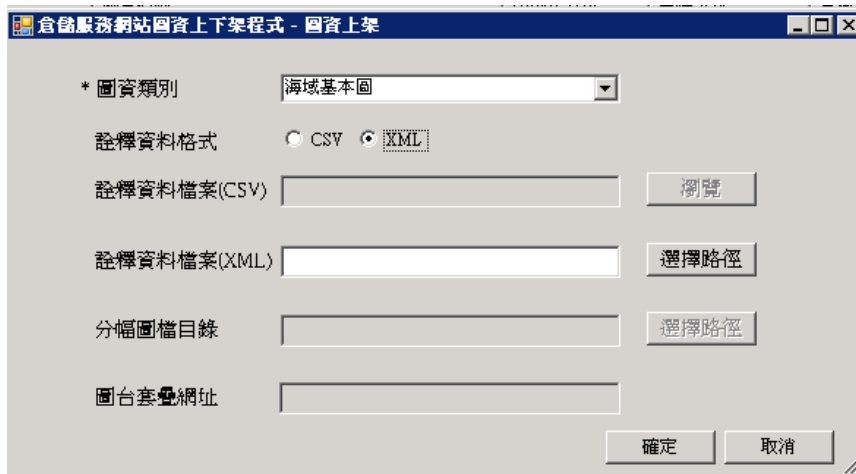 倉儲服務網站圖資上下架程式 - 圖資上架
* 圖資類別 海域基本圖
詮釋資料格式 CSV XML
詮釋資料檔案(CSV) 瀏覽
詮釋資料檔案(XML) 選擇路徑
分幅圖檔目錄 選擇路徑
圖台套疊網址
確定 取消